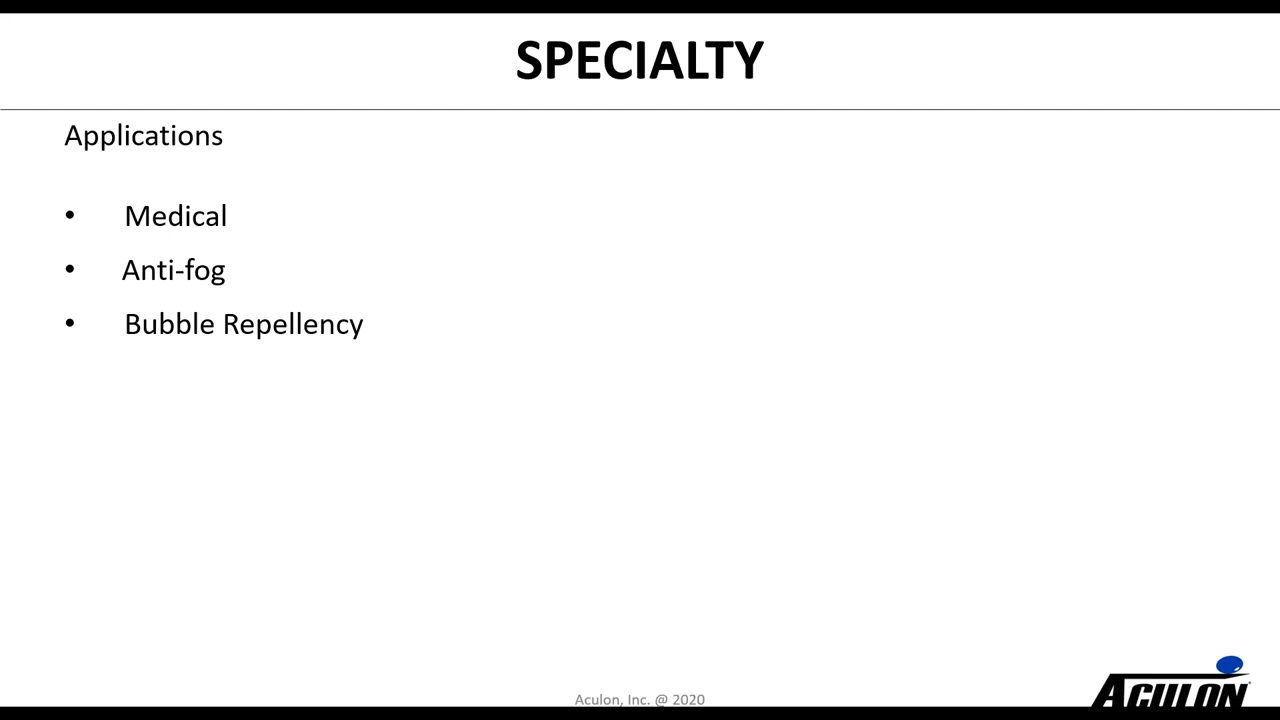 SPECIALTY
Applications
• Medical
• Anti-fog
• Bubble Repellency
Aculon, Inc. @ 2020
ACULON